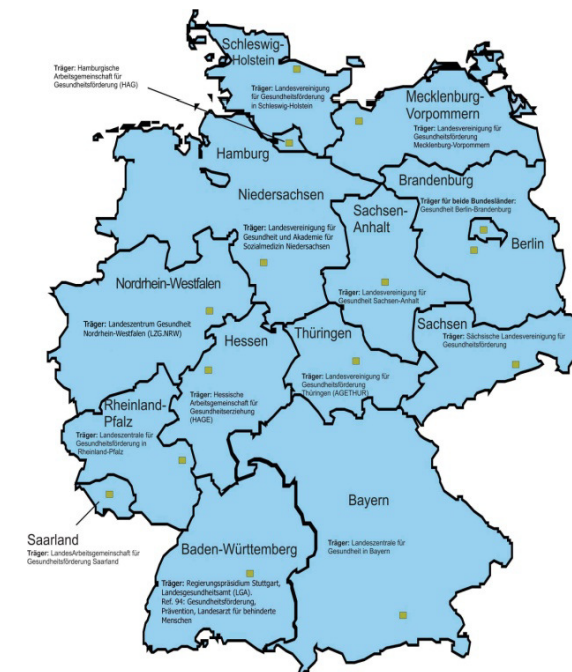 Schleswig-
Holstein
Träger: Landesvereinigung
für Gesundheitsförderung
in Schleswig-Holstein
Träger: Hamburgische
Arbeitsgemeinschaft für
Gesundheitsförderung (HAG)
Hamburg
Mecklenburg-
Vorpommern
Träger: Landesvereinigung für
Gesundheitsförderung
Mecklenburg-Vorpommern
Brandenburg
Träger für beide Bundesländer:
Gesundheit Berlin-Brandenburg
Berlin
Niedersachsen
Träger: Landesvereinigung für
Gesundheit und Akademie für
Sozialmedizin Niedersachsen
Sachsen-
Anhalt
Träger: Landesvereinigung für
Gesundheit Sachsen-Anhalt
Nordrhein-Westfalen
Träger: Landeszentrum Gesundheit
Nordrhein-Westfalen (LZG.NRW)
Hessen
Träger: Hessische
Arbeitsgemeinschaft für
Gesundheitserziehung
(HAGE)
Thüringen
Träger: Landesvereinigung für
Gesundheitsförderung
Thüringen (AGETHUR)
Sachsen
Träger: Sächsische Landesvereinigung für
Gesundheitsförderung
Rheinland-
Pfalz
Träger: Landeszentrale für
Gesundheitsförderung in
Rheinland-Pfalz
Saarland
Träger: LandesArbeitsgemeinschaft für
Gesundheitsförderung Saarland
Baden-Württemberg
Träger: Regierungspräsidium Stuttgart,
Landesgesundheitsamt (LGA).
Ref. 94: Gesundheitsförderung,
Prävention, Landesarzt für behinderte
Menschen
Bayern
Träger: Landeszentrale für
Gesundheit in Bayern